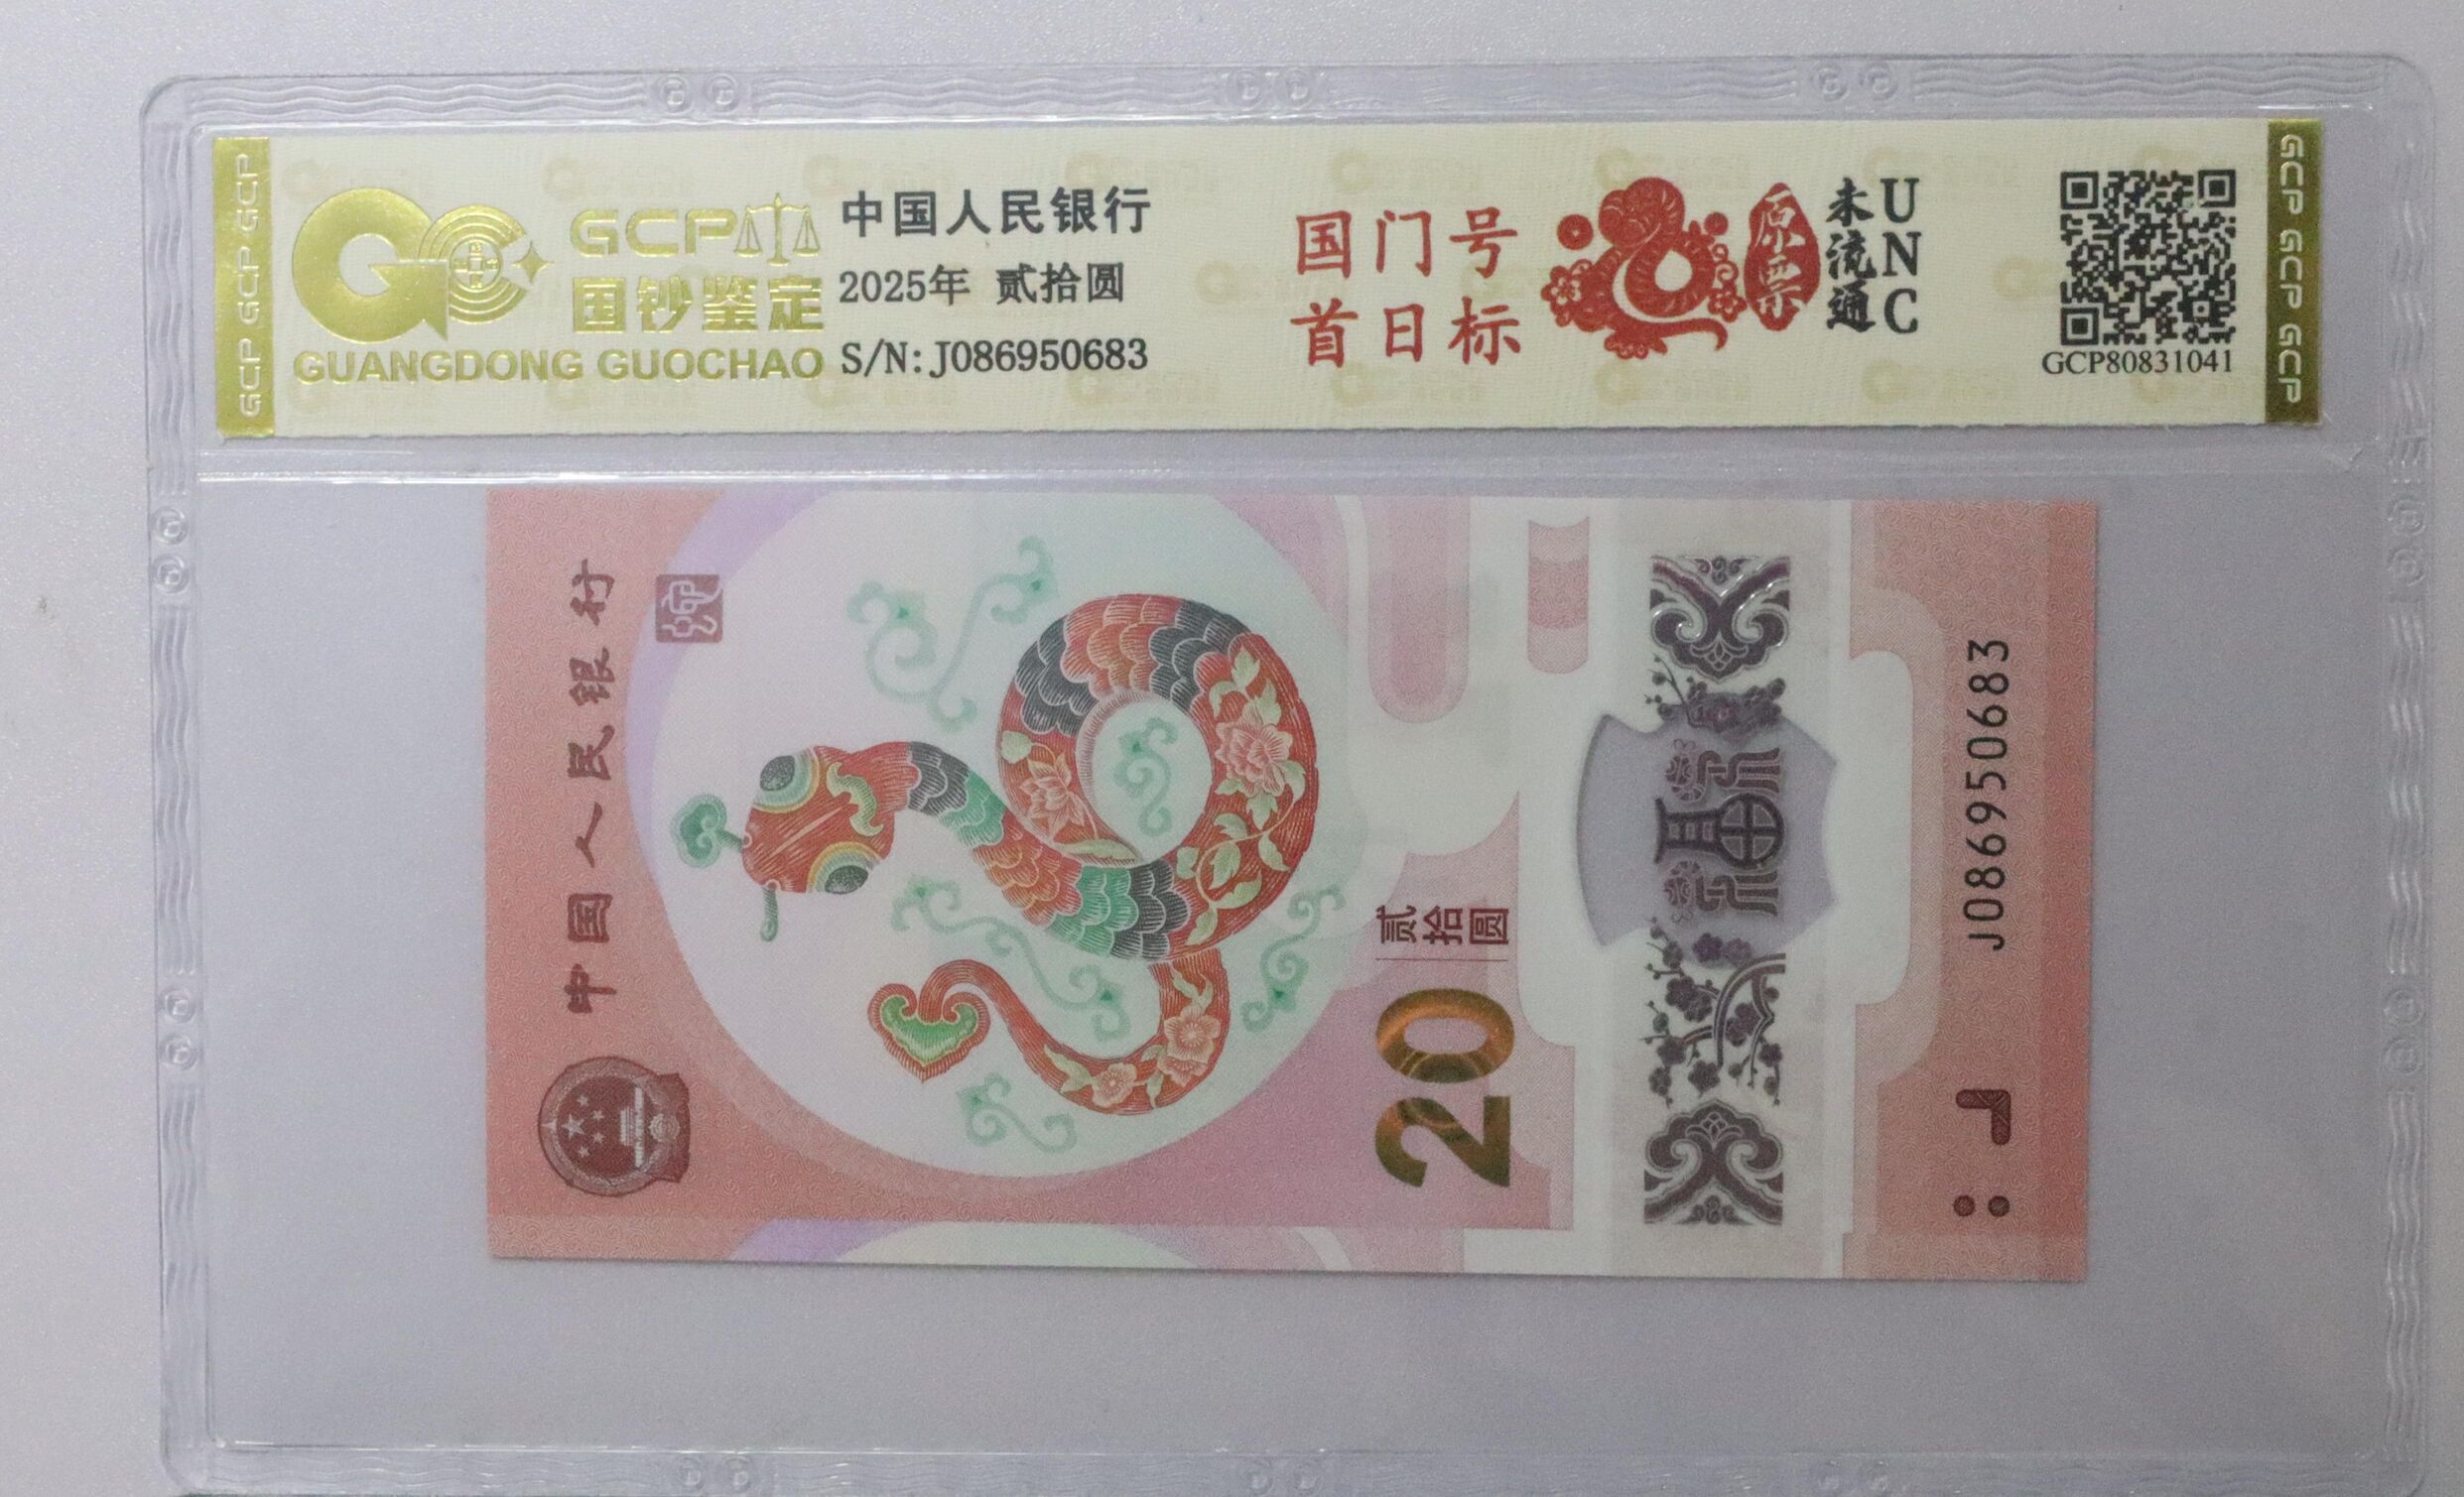 GCP GCP GCP
GCP
国钞鉴定
GUANGDONG GUOCHAO
中国人民银行
2025年 贰拾圆
S/N:J086950683
国门号
首日标
原票
未流通
UNC
GCP80831041
GCP GCP GCP
中国人民银行
20
贰拾圆
福
J086950683